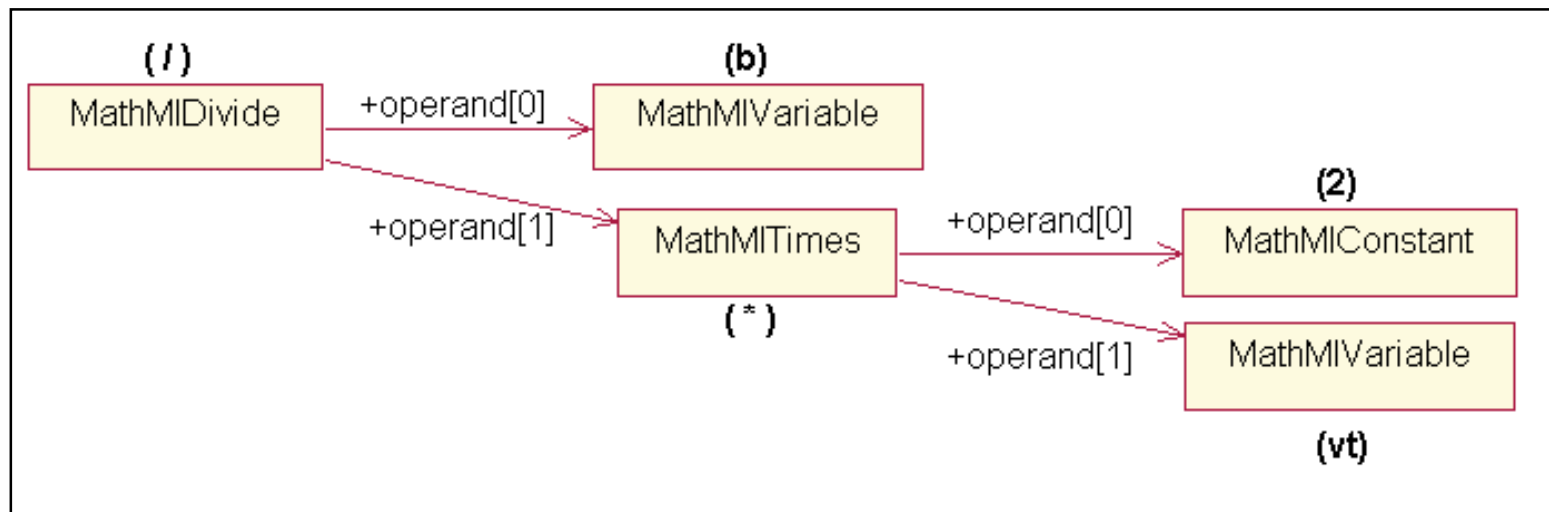 ( / )
(b)
MathMlDivide
+operand[0]
MathMlVariable
+operand[1]
(2)
MathMlTimes
+operand[0]
MathMlConstant
( * )
+operand[1]
MathMlVariable
(vt)